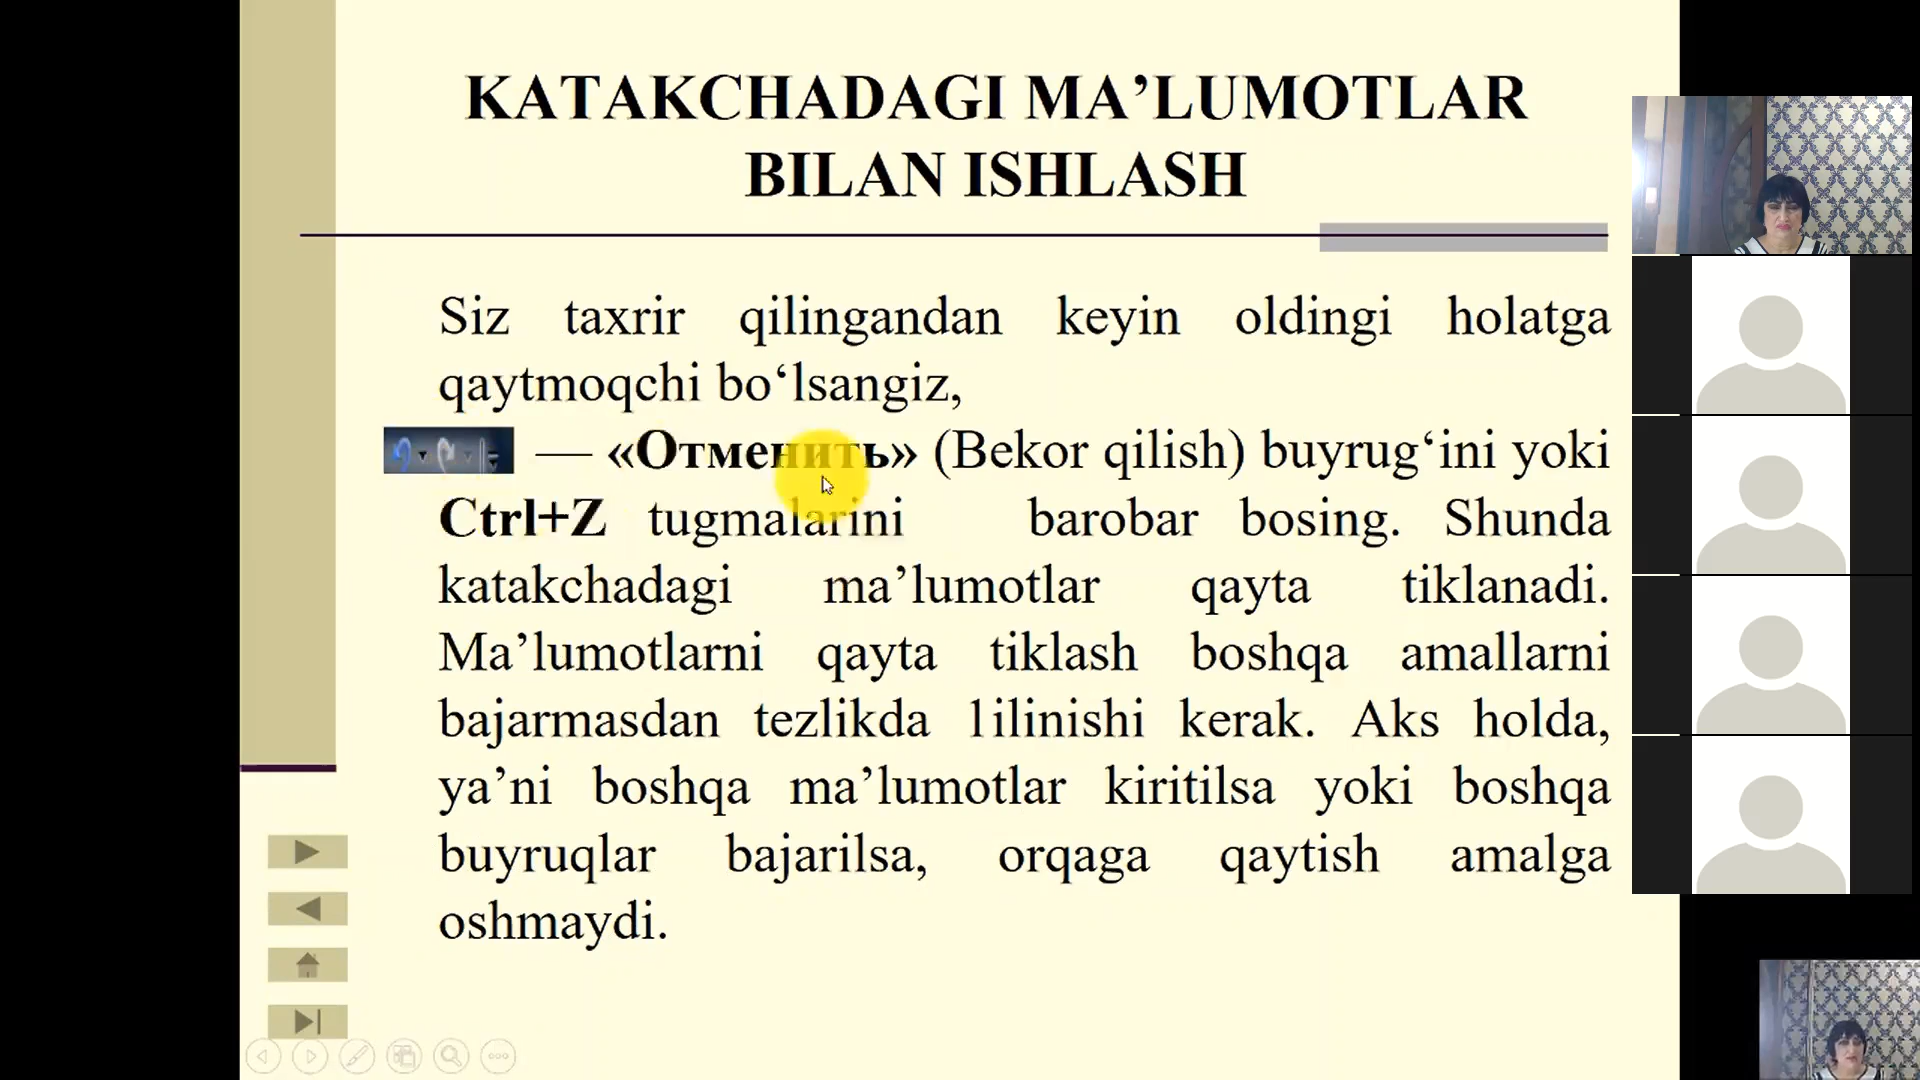 KATAKCHADAGI MA’LUMOTLAR
BILAN ISHLASH
Siz taxrir qilingandan keyin oldingi holatga
qaytmoqchi bo‘lsangiz,
— «Отменить» (Bekor qilish) buyrug‘ini yoki
Ctrl+Z tugmalarini barobar bosing. Shunda
katakchadagi ma’lumotlar qayta tiklanadi.
Ma’lumotlarni qayta tiklash boshqa amallarni
bajarmasdan tezlikda 1ilinishi kerak. Aks holda,
ya’ni boshqa ma’lumotlar kiritilsa yoki boshqa
buyruqlar bajarilsa, orqaga qaytish amalga
oshmaydi.